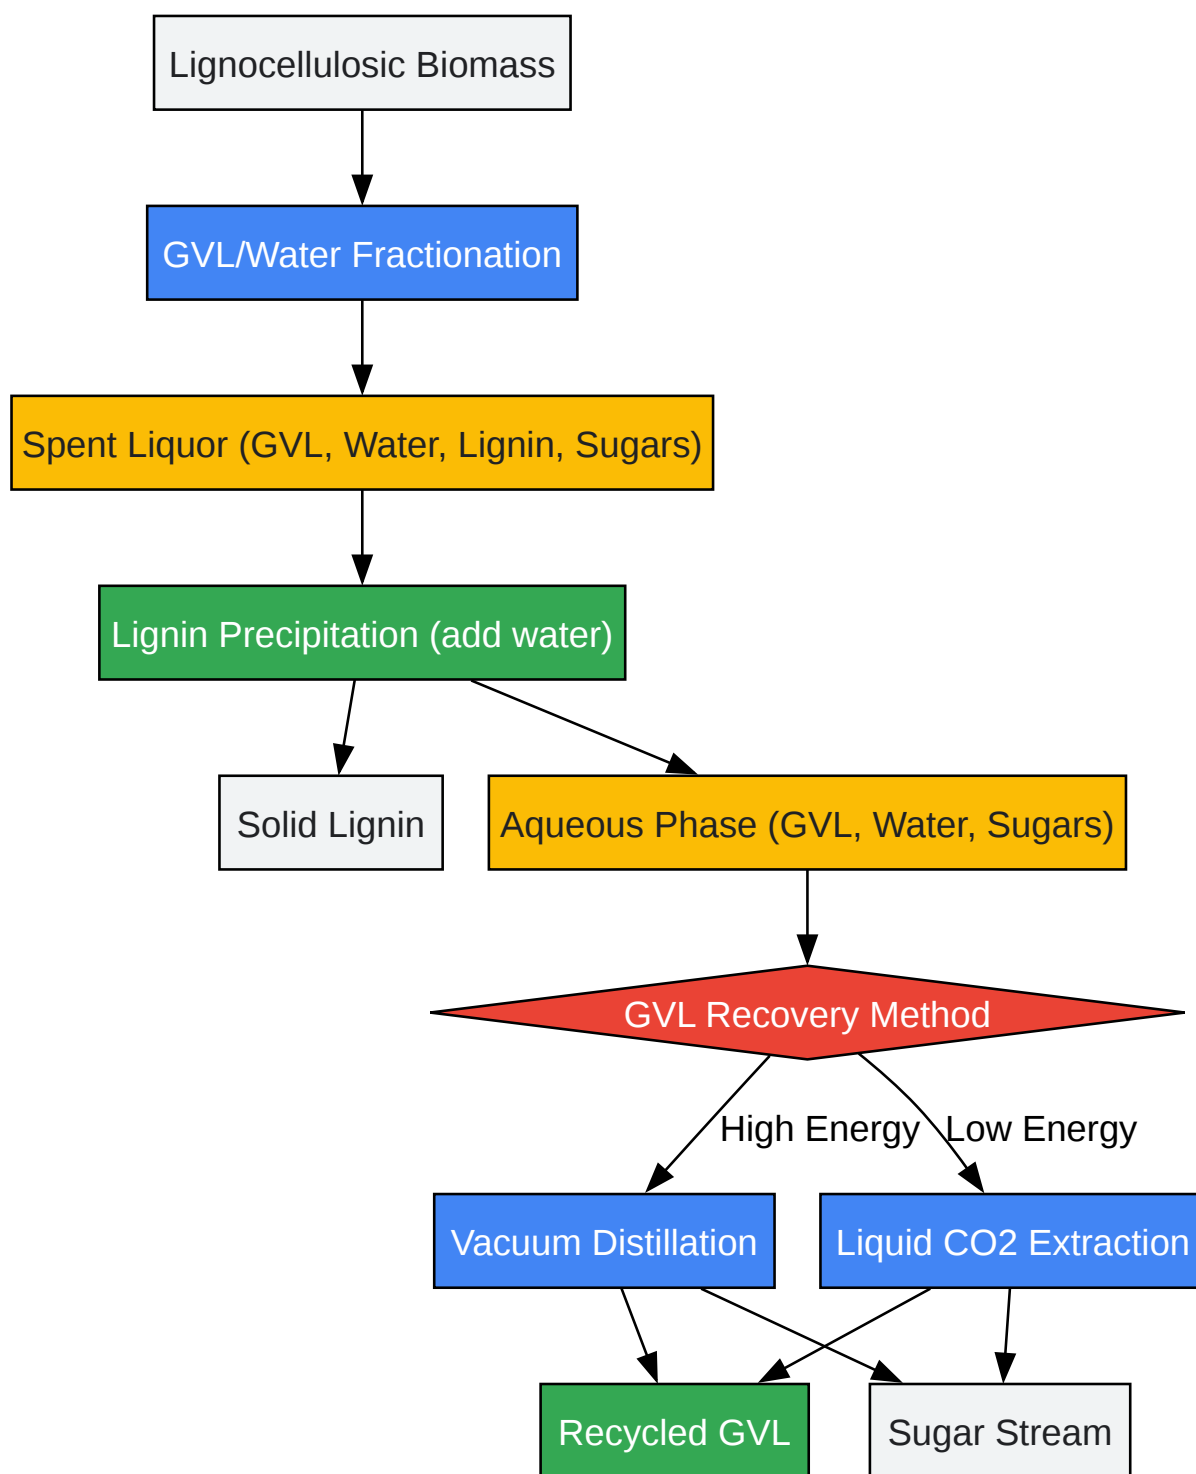 Lignocellulosic Biomass
GVL/Water Fractionation
Spent Liquor (GVL, Water, Lignin, Sugars)
Lignin Precipitation (add water)
Solid Lignin
Aqueous Phase (GVL, Water, Sugars)
GVL Recovery Method
High Energy
Low Energy
Vacuum Distillation
Liquid CO2 Extraction
Recycled GVL
Sugar Stream